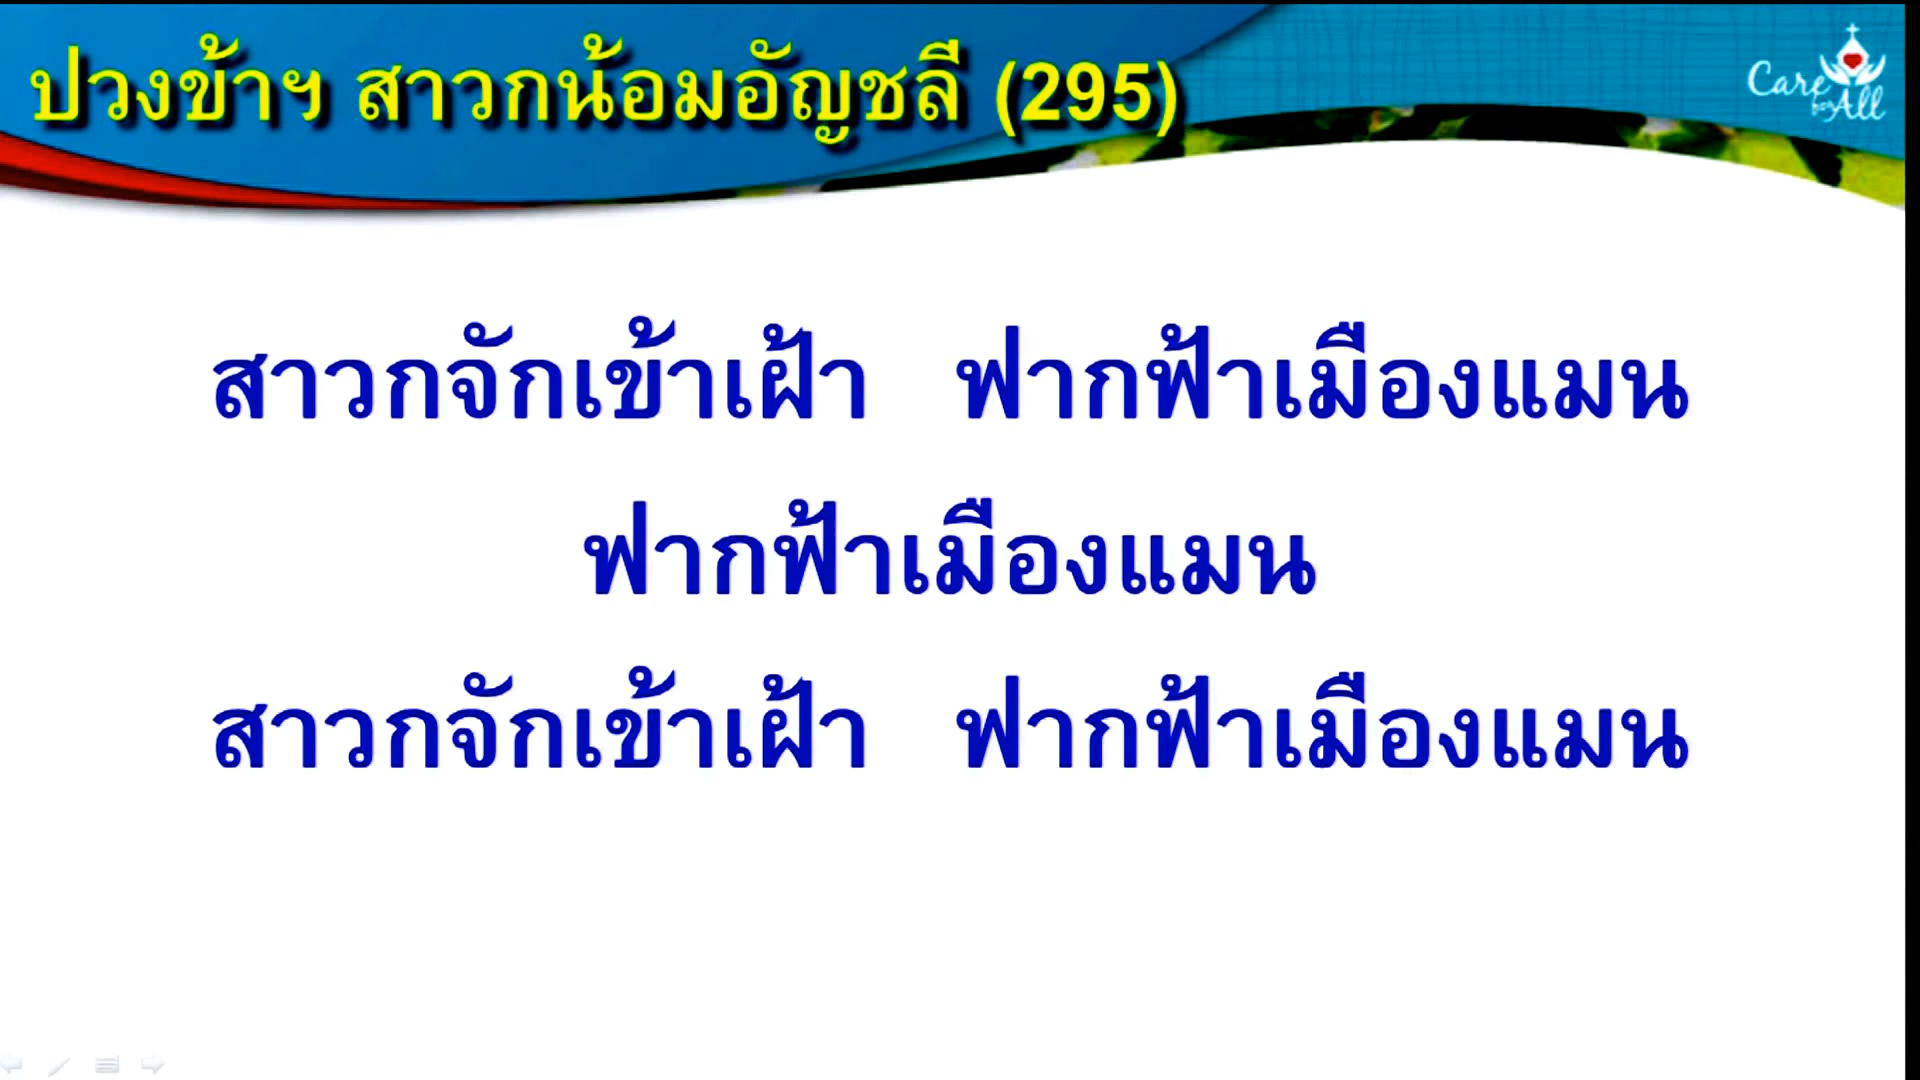 ปวงข้าฯ สาวกน้อมอัญชลี (295)
Care for All
สาวกจักเข้าเฝ้า ฟากฟ้าเมืองแมน
ฟากฟ้าเมืองแมน
สาวกจักเข้าเฝ้า ฟากฟ้าเมืองแมน